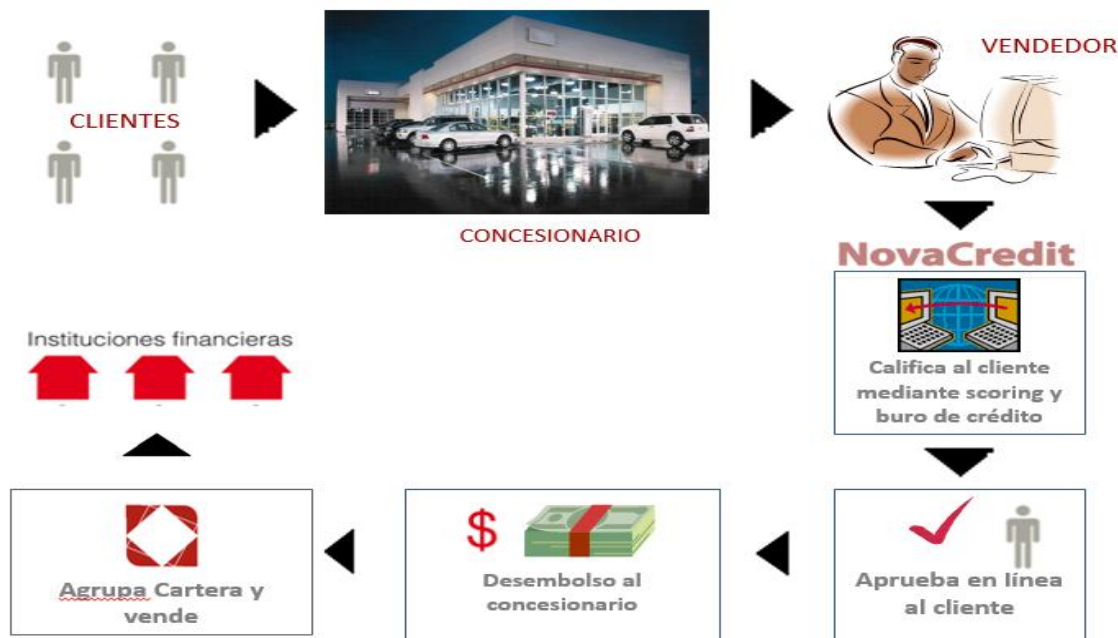 CLIENTES
CONCESIONARIO
VENDEDOR
NovaCredit
Califica al cliente
mediante scoring y
buro de crédito
Aprueba en línea
al cliente
$
Desembolso al
concesionario
Agrupa Cartera y
vende
Instituciones financieras